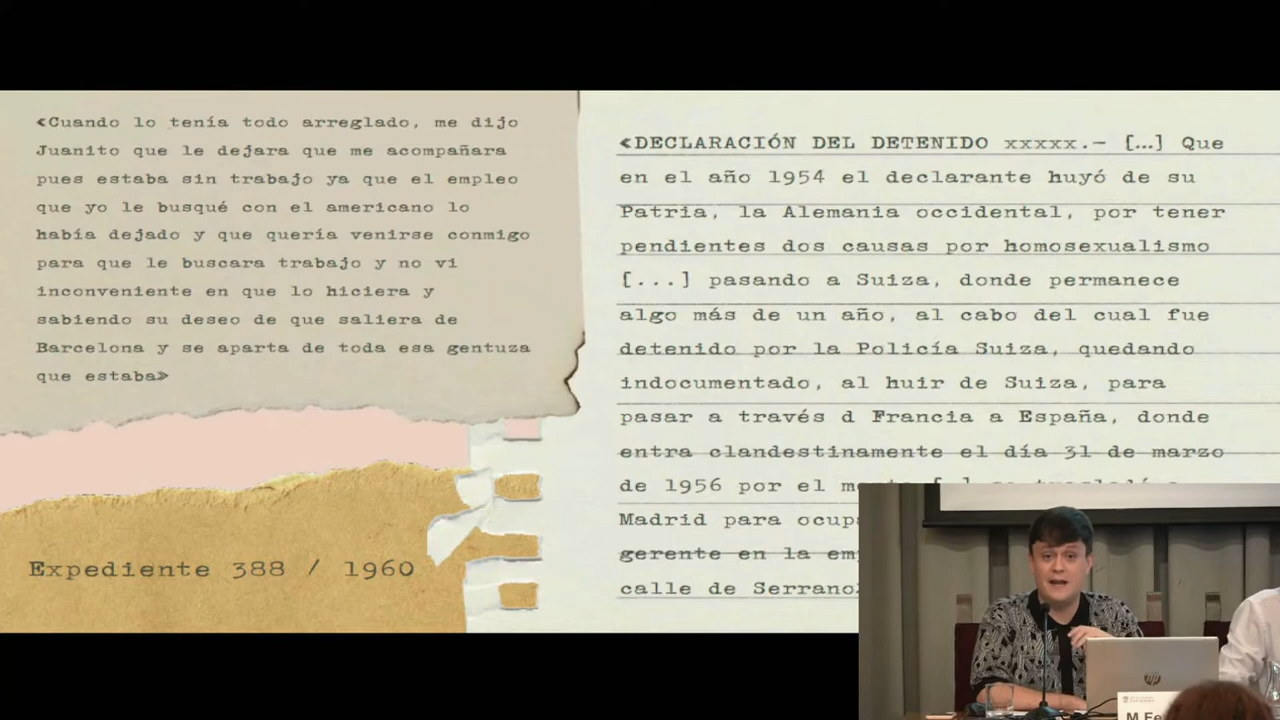 «Cuando lo tenía todo arreglado, me dijo
Juanito que le dejara que me acompañara
pues estaba sin trabajo ya que el empleo
que yo le busqué con el americano lo
había dejado y que quería venirse conmigo
para que le buscara trabajo y no vi
inconveniente en que lo hiciera y
sabiendo su deseo de que saliera de
Barcelona y se aparta de toda esa gentuza
que estaba»
Expediente 388 / 1960
«DECLARACIÓN DEL DETENIDO xxxxx.— […] Que
en el año 1954 el declarante huyó de su
Patria, la Alemania occidental, por tener
pendientes dos causas por homosexualismo
[...] pasando a Suiza, donde permanece
algo más de un año, al cabo del cual fue
detenido por la Policía Suiza, quedando
indocumentado, al huir de Suiza, para
pasar a través d Francia a España, donde
entra clandestinamente el día 31 de marzo
de 1956 por el
Madrid para
gerente en la
calle de Serrano
hp